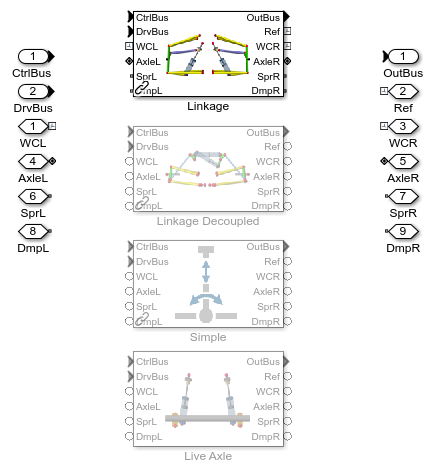 1
CtrlBus
2
DrvBus
1
WCL
4
AxleL
6
SprL
8
DmpL
CtrlBus OutBus
DrvBus Ref
WCL WCR
AxleL AxleR
SprL SprR
DmpR
Linkage
CtrlBus OutBus
DrvBus Ref
WCL WCR
AxleL AxleR
SprL SprR
DmpR
Linkage Decoupled
CtrlBus OutBus
DrvBus Ref
WCL WCR
AxleL AxleR
SprL SprR
DmpR
Simple
CtrlBus OutBus
DrvBus Ref
WCL WCR
AxleL AxleR
SprL SprR
DmpL DmpR
Live Axle
1
OutBus
2
Ref
3
WCR
5
AxleR
7
SprR
9
DmpR